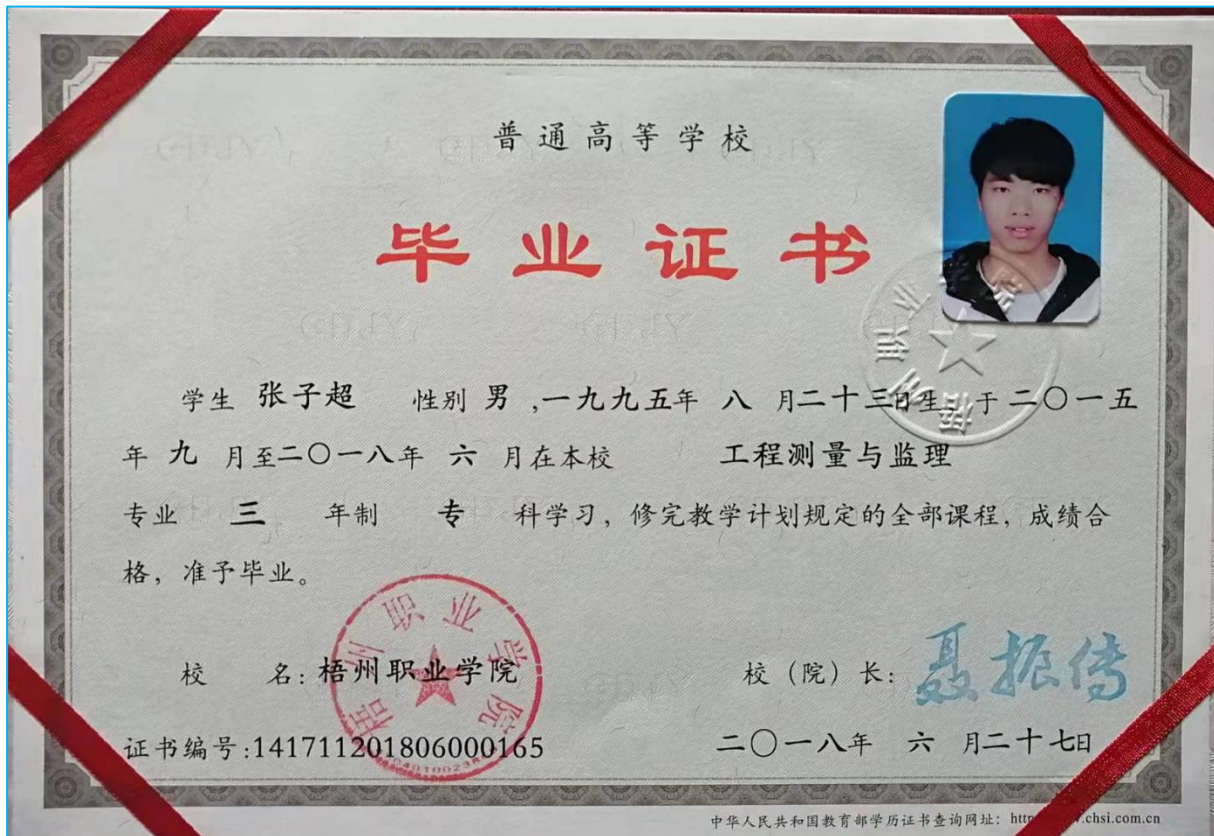 普通高等学校
毕业证书
学生 张子超 性别 男 ,一九九五年 八 月二十三日生,于二〇一五
年 九 月至二〇一八年 六 月在本校 工程测量与监理
专业 三 年制 专 科学习，修完教学计划规定的全部课程，成绩合
格，准予毕业。
梧州职业学院
校 名:梧州职业学院
校（院）长: 聂振传
证书编号:141711201806000165
二〇一八年 六 月二十七日
中华人民共和国教育部学历证书查询网址: chsi.com.cn